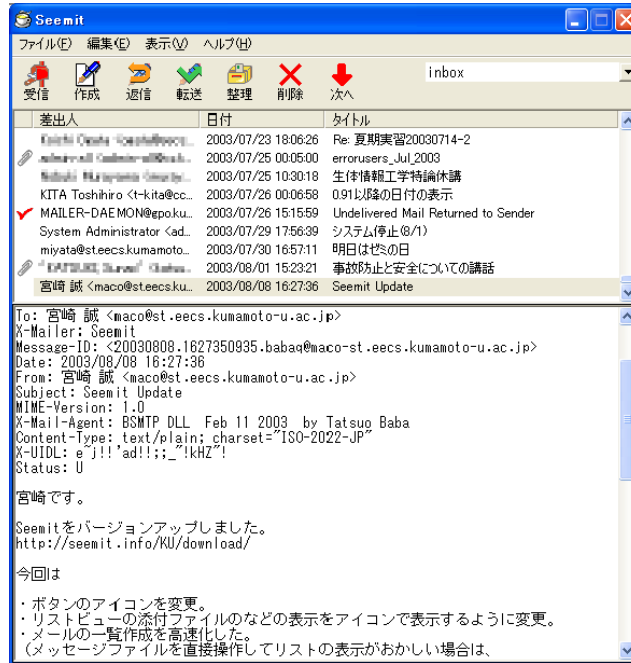 Seemit
ファイル(F) 編集(E) 表示(V) ヘルプ(H)
受信 作成 返信 転送 整理 削除 次へ inbox
差出人 日付 タイトル
2003/07/23 18:06:26 Re: 夏期実習20030714-2
2003/07/25 00:05:00 errorusers_Jul_2003
2003/07/25 10:30:18 生体情報工学特論休講
KITA Toshihiro <t-kita@cc... 2003/07/26 00:06:58 0.91以降の日付の表示
MAILER-DAEMON@gpo.ku... 2003/07/26 15:15:59 Undelivered Mail Returned to Sender
System Administrator <ad... 2003/07/29 17:56:39 システム停止(8/1)
miyata@st.eecs.kumamoto... 2003/07/30 16:57:11 明日はゼミの日
2003/08/01 15:23:21 事故防止と安全についての講話
宮崎 誠 <maco@st.eecs.ku... 2003/08/08 16:27:36 Seemit Update
To: 宮崎 誠 <maco@st.eecs.kumamoto-u.ac.jp>
X-Mailer: Seemit
Message-ID: <20030808.1627350935.babaq@maco-st.eecs.kumamoto-u.ac.jp>
Date: 2003/08/08 16:27:36
From: 宮崎 誠 <maco@st.eecs.kumamoto-u.ac.jp>
Subject: Seemit Update
MIME-Version: 1.0
X-Mail-Agent: BSMTP DLL Feb 11 2003 by Tatsuo Baba
Content-Type: text/plain; charset="ISO-2022-JP"
X-UIDL: e~j!!'ad!!;;_"!kHZ"!
Status: U
宮崎です。
Seemitをバージョンアップしました。
http://seemit.info/KU/download/
今回は
・ボタンのアイコンを変更。
・リストビューの添付ファイルのなどの表示をアイコンで表示するように変更。
・メールの一覧作成を高速化した。
（メッセージファイルを直接操作してリストの表示がおかしい場合は、